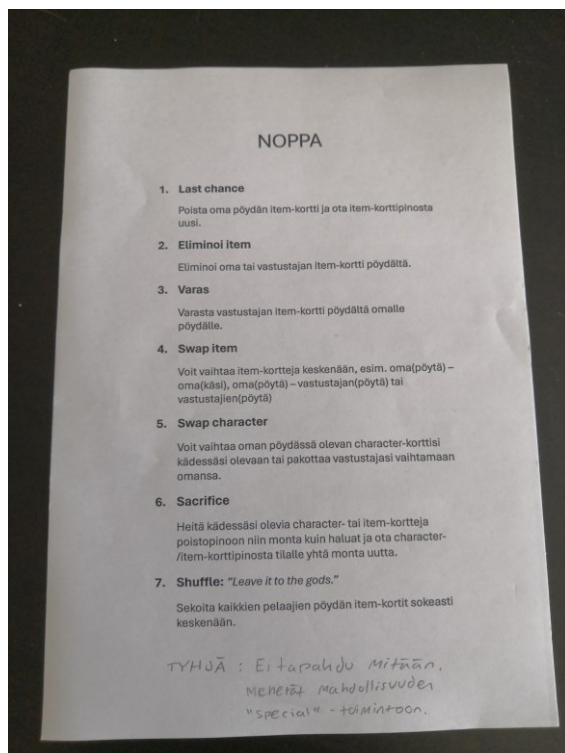 NOPPA
1. Last chance
Poista oma pöydän item-kortti ja ota item-korttipinosta
uusi.
2. Eliminoi item
Eliminoi oma tai vastustajan item-kortti pöydältä.
3. Varas
Varasta vastustajan item-kortti pöydältä omalle
pöydälle.
4. Swap item
Voit vaihtaa item-kortteja keskenään, esim. oma(pöytä) –
oma(käsi), oma(pöytä) – vastustajan(pöytä) tai
vastustajien(pöytä)
5. Swap character
Voit vaihtaa oman pöydässä olevan character-korttisi
kädessäsi olevaan tai pakottaa vastustajasi vaihtamaan
omansa.
6. Sacrifice
Heitä kädessäsi olevia character- tai item-kortteja
poistopinoon niin monta kuin haluat ja ota character-
/item-korttipinosta tilalle yhtä monta uutta.
7. Shuffle: "Leave it to the gods."
Sekoita kaikkien pelaajien pöydän item-kortit sokeasti
keskenään.
TYHJÄ : Ei tapahdu mitään.
Menetät mahdollisuuden
"special" - toimintoon.